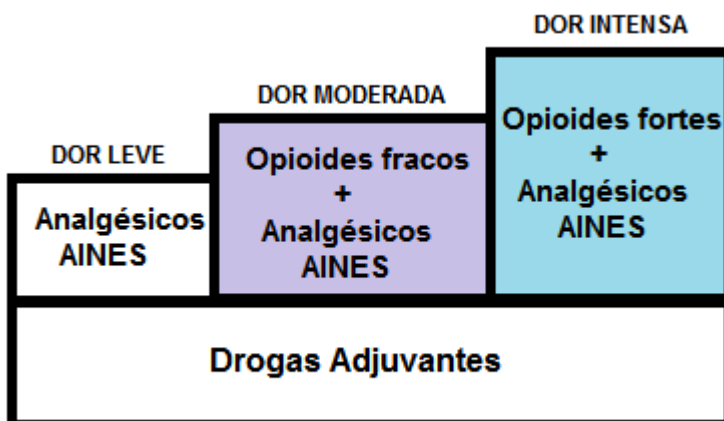 DOR LEVE
Analgésicos
AINES
DOR MODERADA
Opioides fracos
+
Analgésicos
AINES
DOR INTENSA
Opioides fortes
+
Analgésicos
AINES
Drogas Adjuvantes